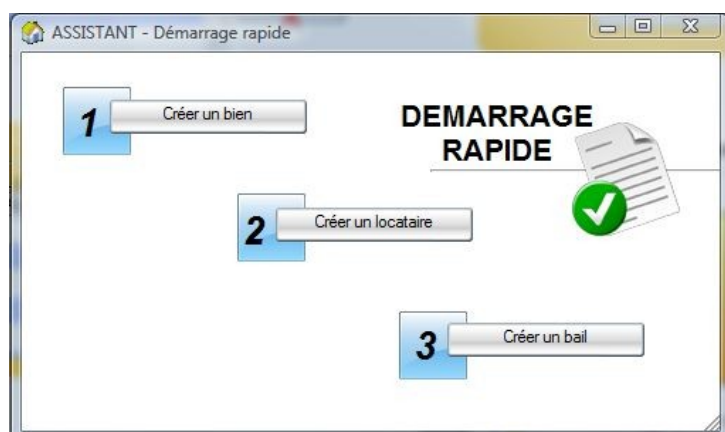 ASSISTANT - Démarrage rapide
1
Créer un bien
DEMARRAGE
RAPIDE
2
Créer un locataire
3
Créer un bail